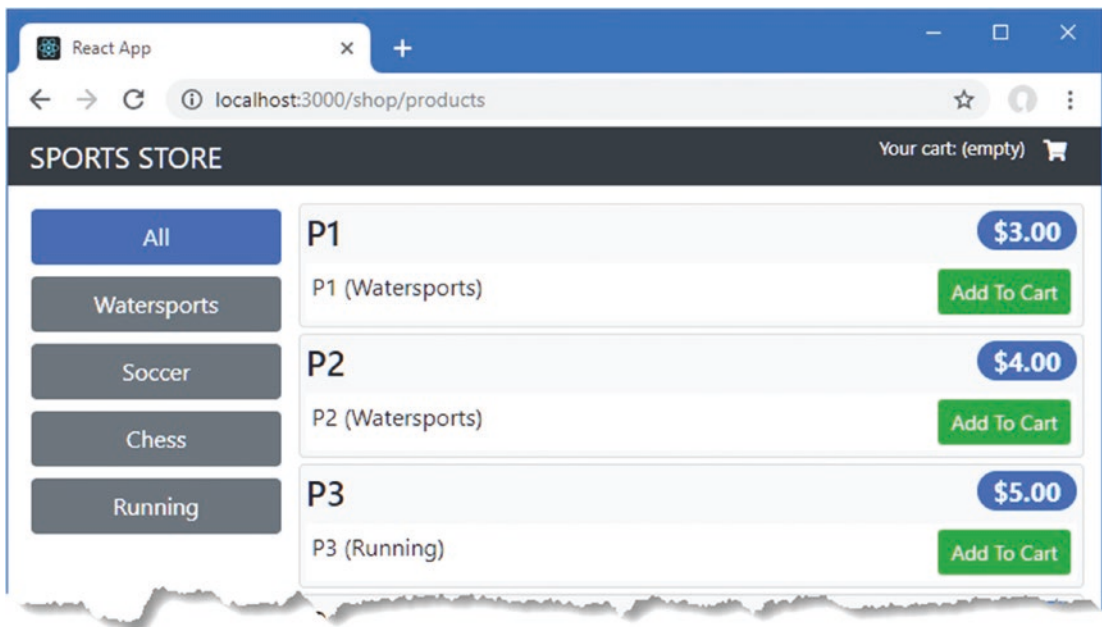 React App
localhost:3000/shop/products
SPORTS STORE
Your cart: (empty)
All
Watersports
Soccer
Chess
Running
P1
$3.00
P1 (Watersports)
Add To Cart
P2
$4.00
P2 (Watersports)
Add To Cart
P3
$5.00
P3 (Running)
Add To Cart